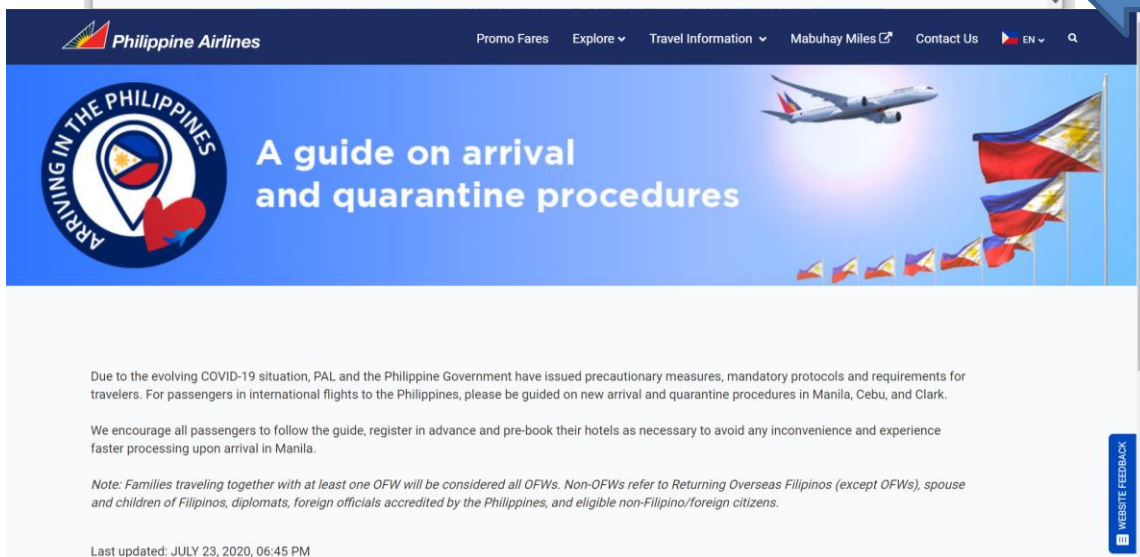 Philippine Airlines
Promo Fares Explore Travel Information Mabuhay Miles Contact Us EN
ARRIVING IN THE PHILIPPINES
A guide on arrival
and quarantine procedures
Due to the evolving COVID-19 situation, PAL and the Philippine Government have issued precautionary measures, mandatory protocols and requirements for
travelers. For passengers in international flights to the Philippines, please be guided on new arrival and quarantine procedures in Manila, Cebu, and Clark.
We encourage all passengers to follow the guide, register in advance and pre-book their hotels as necessary to avoid any inconvenience and experience
faster processing upon arrival in Manila.
Note: Families traveling together with at least one OFW will be considered all OFWs. Non-OFWs refer to Returning Overseas Filipinos (except OFWs), spouse
and children of Filipinos, diplomats, foreign officials accredited by the Philippines, and eligible non-Filipino/foreign citizens.
Last updated: JULY 23, 2020, 06:45 PM
WEBSITE FEEDBACK